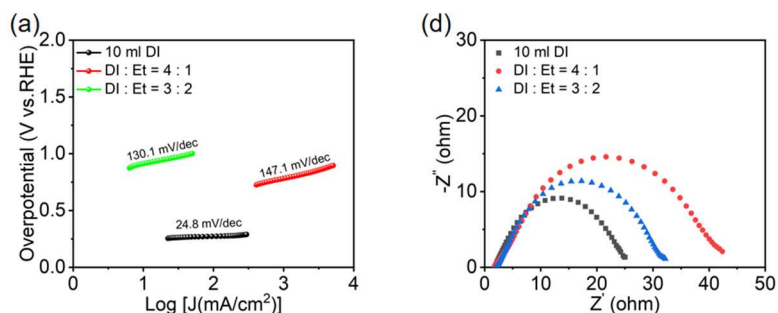 (a)
2.0
1.5
1.0
0.5
0.0
Overpotential (V vs.RHE)
10 ml DI
DI : Et = 4 : 1
DI : Et = 3 : 2
130.1 mV/dec
147.1 mV/dec
24.8 mV/dec
0 1 2 3 4
Log [J(mA/cm²)]
(d)
30
20
10
0
-Z" (ohm)
10 ml DI
DI : Et = 4 : 1
DI : Et = 3 : 2
0 10 20 30 40 50
Z' (ohm)